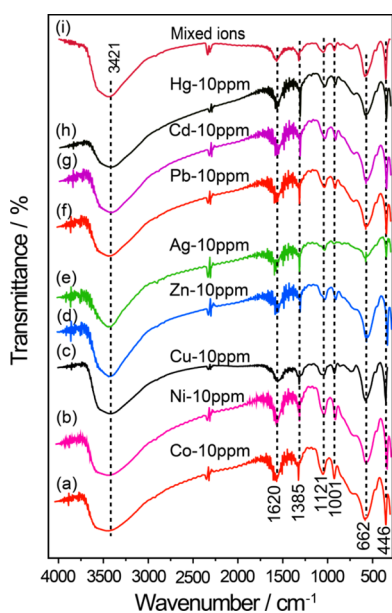 (i)
Mixed ions
3421
Hg-10ppm
(h)
Cd-10ppm
(g)
Pb-10ppm
(f)
Ag-10ppm
(e)
Zn-10ppm
(d)
Cu-10ppm
(c)
Ni-10ppm
(b)
Co-10ppm
(a)
1620
1385
1121
1001
662
446
Transmittance / %
4000 3500 3000 2500 2000 1500 1000 500
Wavenumber / cm⁻¹